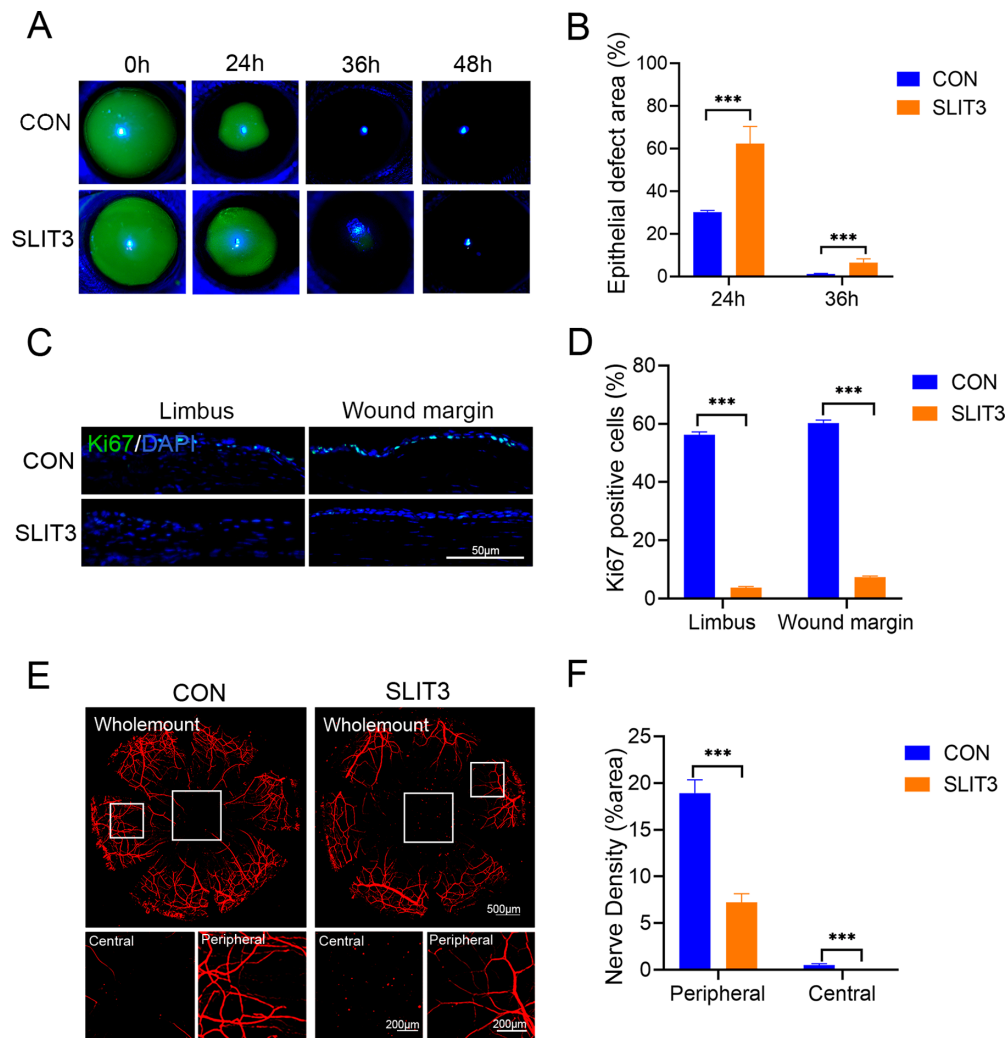 A
0h 24h 36h 48h
CON
SLIT3
B
Epithelial defect area (%)
100
80
60
40
20
0
***
***
24h 36h
CON
SLIT3
C
Limbus Wound margin
Ki67/DAPI
CON
SLIT3
50μm
D
Ki67 positive cells (%)
80
60
40
20
0
***
***
Limbus Wound margin
CON
SLIT3
E
CON SLIT3
Wholemount Wholemount
500μm
Central Peripheral Central Peripheral
200μm 200μm
F
Nerve Density (%area)
25
20
15
10
5
0
***
***
Peripheral Central
CON
SLIT3